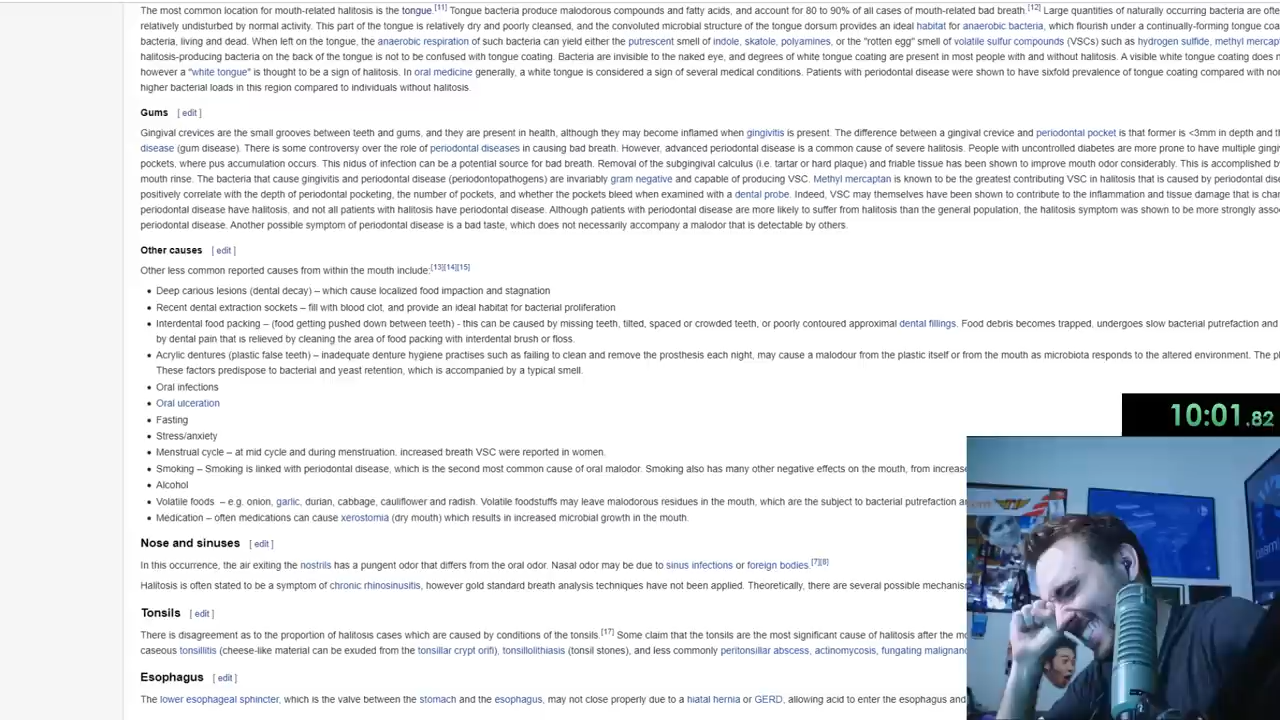 The most common location for mouth-related halitosis is the tongue.[11] Tongue bacteria produce malodorous compounds and fatty acids, and account for 80 to 90% of all cases of mouth-related bad breath.[12] Large quantities of naturally occurring bacteria are
relatively undisturbed by normal activity. This part of the tongue is relatively dry and poorly cleansed, and the convoluted microbial structure of the tongue dorsum provides an ideal habitat for anaerobic bacteria, which flourish under a continually-forming tongue
bacteria, living and dead. When left on the tongue, the anaerobic respiration of such bacteria can yield either the putrescent smell of indole, skatole, polyamines, or the "rotten egg" smell of volatile sulfur compounds (VSCs) such as hydrogen sulfide, methyl
halitosis-producing bacteria on the back of the tongue is not to be confused with tongue coating. Bacteria are invisible to the naked eye, and degrees of white tongue coating are present in most people with and without halitosis. A visible white tongue coating does
however a "white tongue" is thought to be a sign of halitosis. In oral medicine generally, a white tongue is considered a sign of several medical conditions. Patients with periodontal disease were shown to have sixfold prevalence of tongue coating compared with
higher bacterial loads in this region compared to individuals without halitosis.
Gums [ edit ]
Gingival crevices are the small grooves between teeth and gums, and they are present in health, although they may become inflamed when gingivitis is present. The difference between a gingival crevice and periodontal pocket is that former is <3mm in depth and
disease (gum disease). There is some controversy over the role of periodontal diseases in causing bad breath. However, advanced periodontal disease is a common cause of severe halitosis. People with uncontrolled diabetes are more prone to have multiple
pockets, where pus accumulation occurs. This nidus of infection can be a potential source for bad breath. Removal of the subgingival calculus (i.e. tartar or hard plaque) and friable tissue has been shown to improve mouth odor considerably. This is accomplished
mouth rinse. The bacteria that cause gingivitis and periodontal disease (periodontopathogens) are invariably gram negative and capable of producing VSC. Methyl mercaptan is known to be the greatest contributing VSC in halitosis that is caused by periodontal
positively correlate with the depth of periodontal pocketing, the number of pockets, and whether the pockets bleed when examined with a dental probe. Indeed, VSC may themselves have been shown to contribute to the inflammation and tissue damage that is
periodontal disease have halitosis, and not all patients with halitosis have periodontal disease. Although patients with periodontal disease are more likely to suffer from halitosis than the general population, the halitosis symptom was shown to be more strongly
periodontal disease. Another possible symptom of periodontal disease is a bad taste, which does not necessarily accompany a malodor that is detectable by others.
Other causes [ edit ]
Other less common reported causes from within the mouth include:[13][14][15]
• Deep carious lesions (dental decay) – which cause localized food impaction and stagnation
• Recent dental extraction sockets – fill with blood clot, and provide an ideal habitat for bacterial proliferation
• Interdental food packing – (food getting pushed down between teeth) - this can be caused by missing teeth, tilted, spaced or crowded teeth, or poorly contoured approximal dental fillings. Food debris becomes trapped, undergoes slow bacterial putrefaction and
by dental pain that is relieved by cleaning the area of food packing with interdental brush or floss.
• Acrylic dentures (plastic false teeth) – inadequate denture hygiene practises such as failing to clean and remove the prosthesis each night, may cause a malodour from the plastic itself or from the mouth as microbiota responds to the altered environment. The
These factors predispose to bacterial and yeast retention, which is accompanied by a typical smell.
• Oral infections
• Oral ulceration
• Fasting
10:01.82
• Stress/anxiety
• Menstrual cycle – at mid cycle and during menstruation, increased breath VSC were reported in women.
• Smoking – Smoking is linked with periodontal disease, which is the second most common cause of oral malodor. Smoking also has many other negative effects on the mouth, from
• Alcohol
• Volatile foods – e.g. onion, garlic, durian, cabbage, cauliflower and radish. Volatile foodstuffs may leave malodorous residues in the mouth, which are the subject to bacterial putrefaction
• Medication – often medications can cause xerostomia (dry mouth) which results in increased microbial growth in the mouth.
Nose and sinuses [ edit ]
In this occurrence, the air exiting the nostrils has a pungent odor that differs from the oral odor. Nasal odor may be due to sinus infections or foreign bodies.[7][8]
Halitosis is often stated to be a symptom of chronic rhinosinusitis, however gold standard breath analysis techniques have not been applied. Theoretically, there are several possible
Tonsils [ edit ]
There is disagreement as to the proportion of halitosis cases which are caused by conditions of the tonsils.[17] Some claim that the tonsils are the most significant cause of halitosis after the
caseous tonsillitis (cheese-like material can be exuded from the tonsillar crypt orifi), tonsillolithiasis (tonsil stones), and less commonly peritonsillar abscess, actinomycosis, fungating
Esophagus [ edit ]
The lower esophageal sphincter, which is the valve between the stomach and the esophagus, may not close properly due to a hiatal hernia or GERD, allowing acid to enter the esophagus and